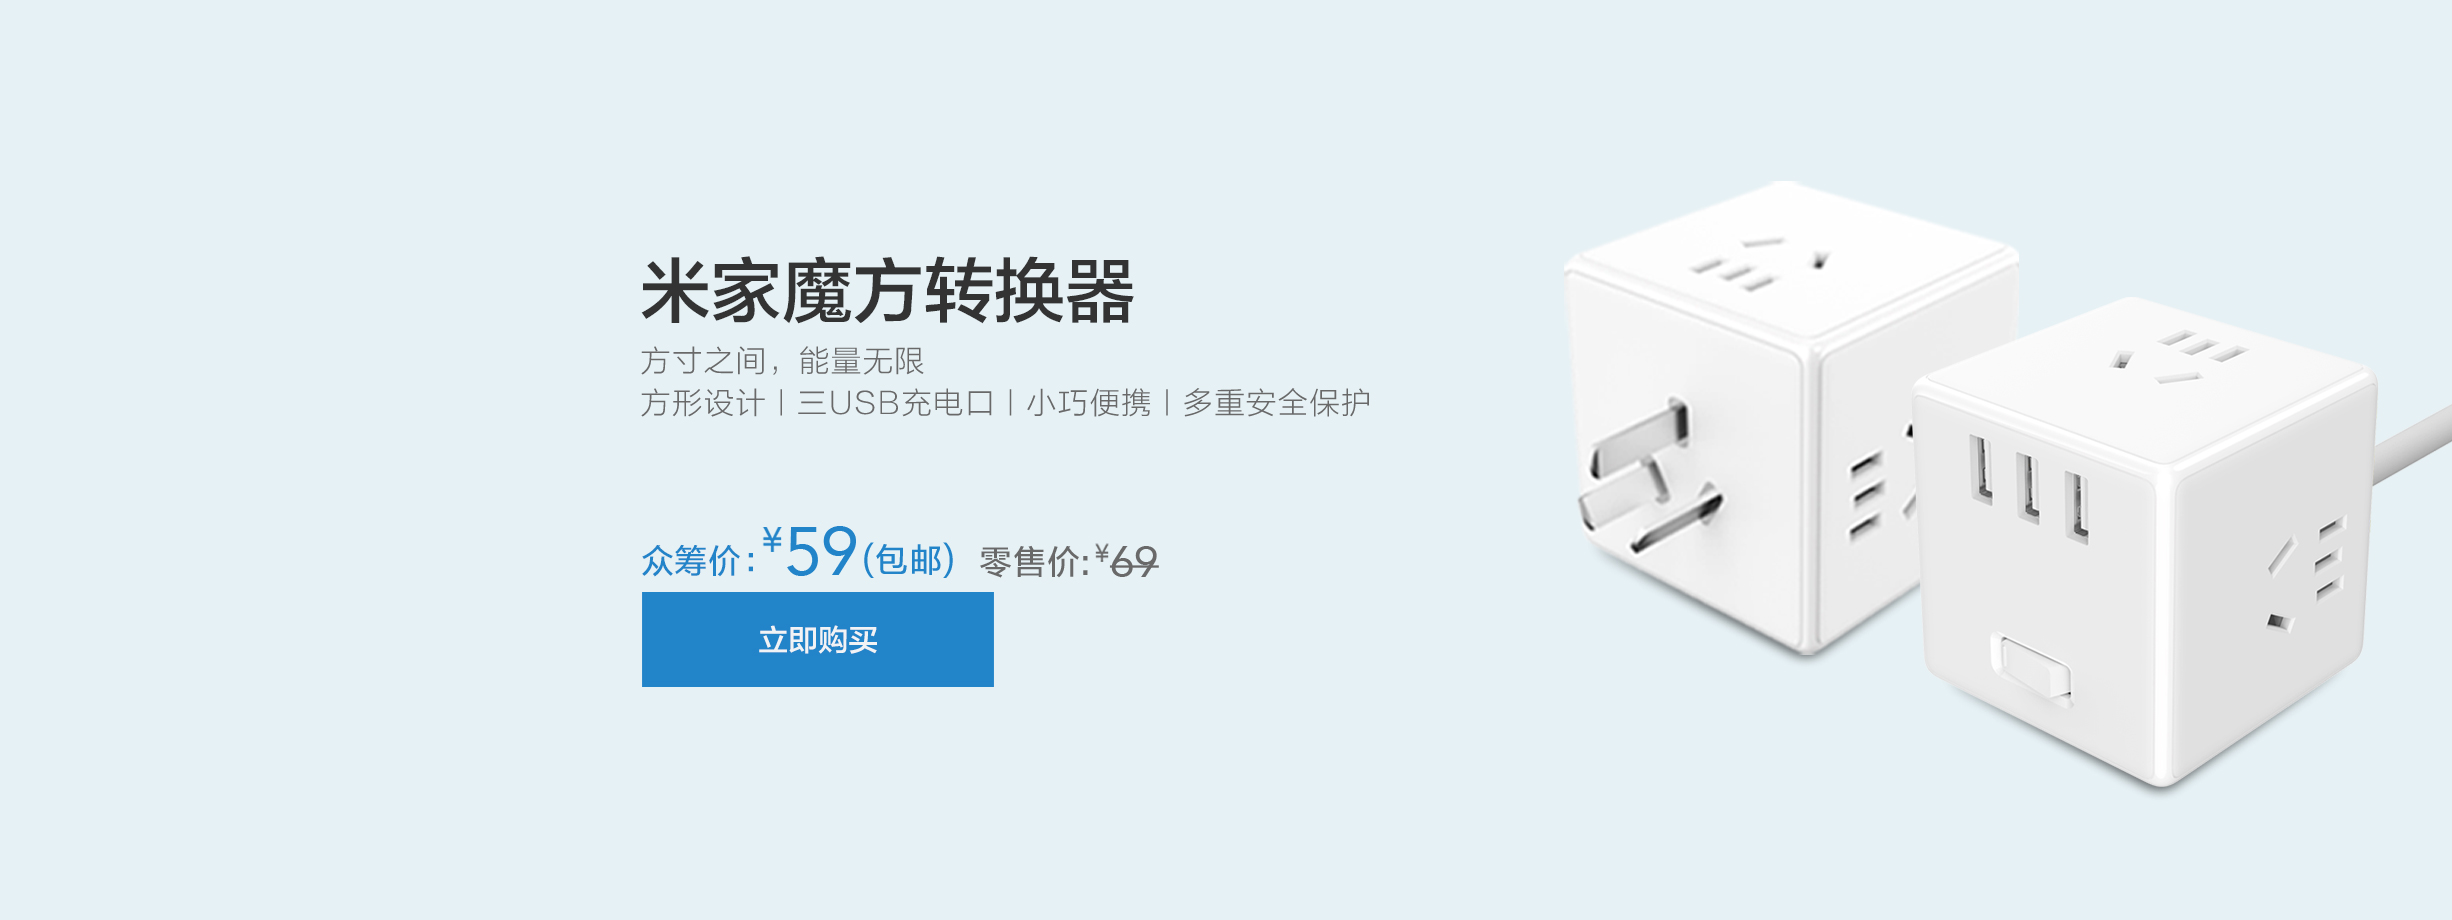 米家魔方转换器
方寸之间，能量无限
方形设计 | 三USB充电口 | 小巧便携 | 多重安全保护
众筹价：¥59(包邮) 零售价:¥69
立即购买